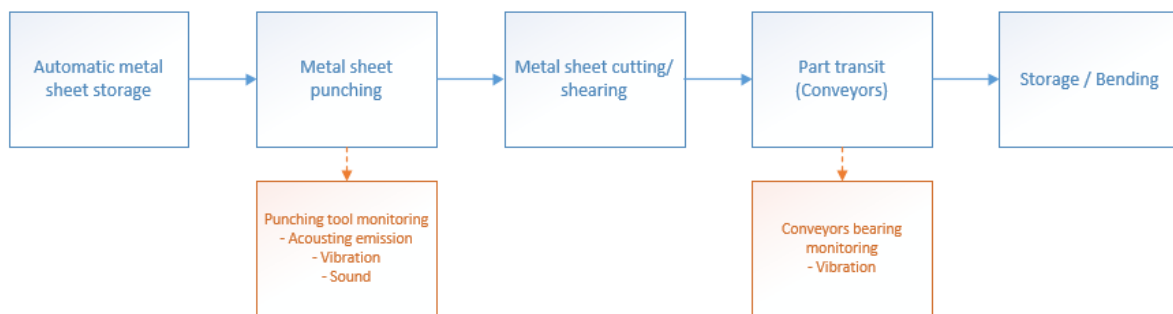 Automatic metal
sheet storage
Metal sheet
punching
Metal sheet cutting/
shearing
Part transit
(Conveyors)
Storage / Bending
Punching tool monitoring
- Acousting emission
- Vibration
- Sound
Conveyors bearing
monitoring
- Vibration